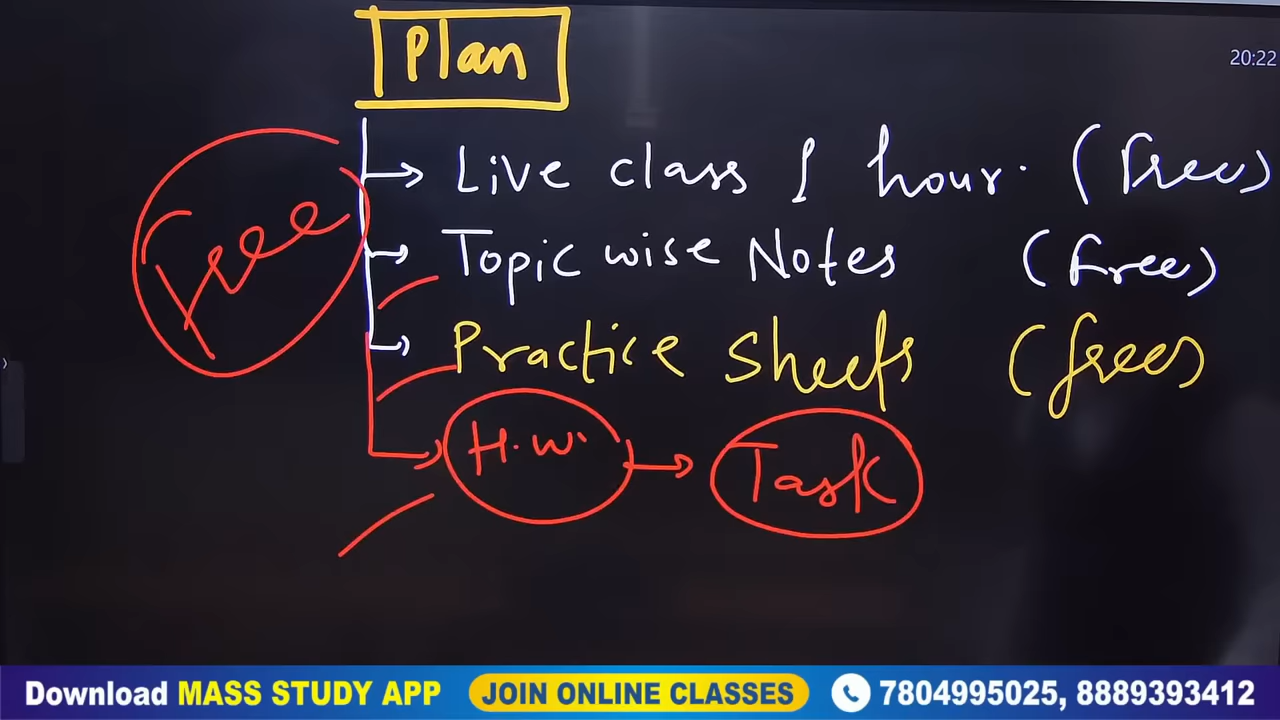 Plan
20:22
Live class 1 hour. (Free)
Free
Topic wise Notes (Free)
Practice Sheets (free)
H.W. → Task
Download MASS STUDY APP JOIN ONLINE CLASSES 7804995025, 8889393412